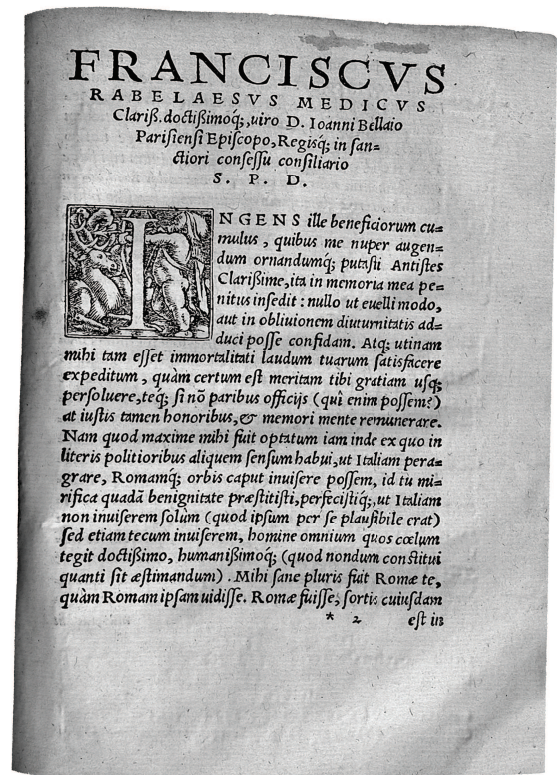 FRANCISCVS
RABELAESVS MEDICVS
Clariß. doctißimoq;, uiro D. Ioanni Bellaio
Parisiensi Episcopo, Regisq́; in san=
ctiori consessu consiliario
S. P. D.
INGENS ille beneficiorum cu=
mulus, quibus me nuper augen=
dum ornandumq́; putasti Antistes
Clarißime, ita in memoria mea pe=
nitus insedit : nullo ut euelli modo,
aut in obliuionem diuturnitatis ad=
duci posse confidam. Atq; utinam
mihi tam esset immortalitati laudum tuarum satisfacere
expeditum, quàm certum est meritam tibi gratiam usq;
persoluere, teq́; si nō paribus officijs (quî enim possem?)
at iustis tamen honoribus, & memori mente remunerare.
Nam quod maxime mihi fuit optatum iam inde ex quo in
literis politioribus aliquem sensum habui, ut Italiam pera=
grare, Romamq́; orbis caput inuisere possem, id tu mi=
rifica quadā benignitate præstitisti, perfecistiq́;, ut Italiam
non inuiserem solùm (quod ipsum per se plausibile erat)
sed etiam tecum inuiserem, homine omnium quos cœlum
tegit doctißimo, humanißimoq́; (quod nondum constitui
quanti sit æstimandum). Mihi sane pluris fuit Romæ te,
quàm Romam ipsam uidisse. Romæ fuisse, sortis cuiusdam
* 2 est in